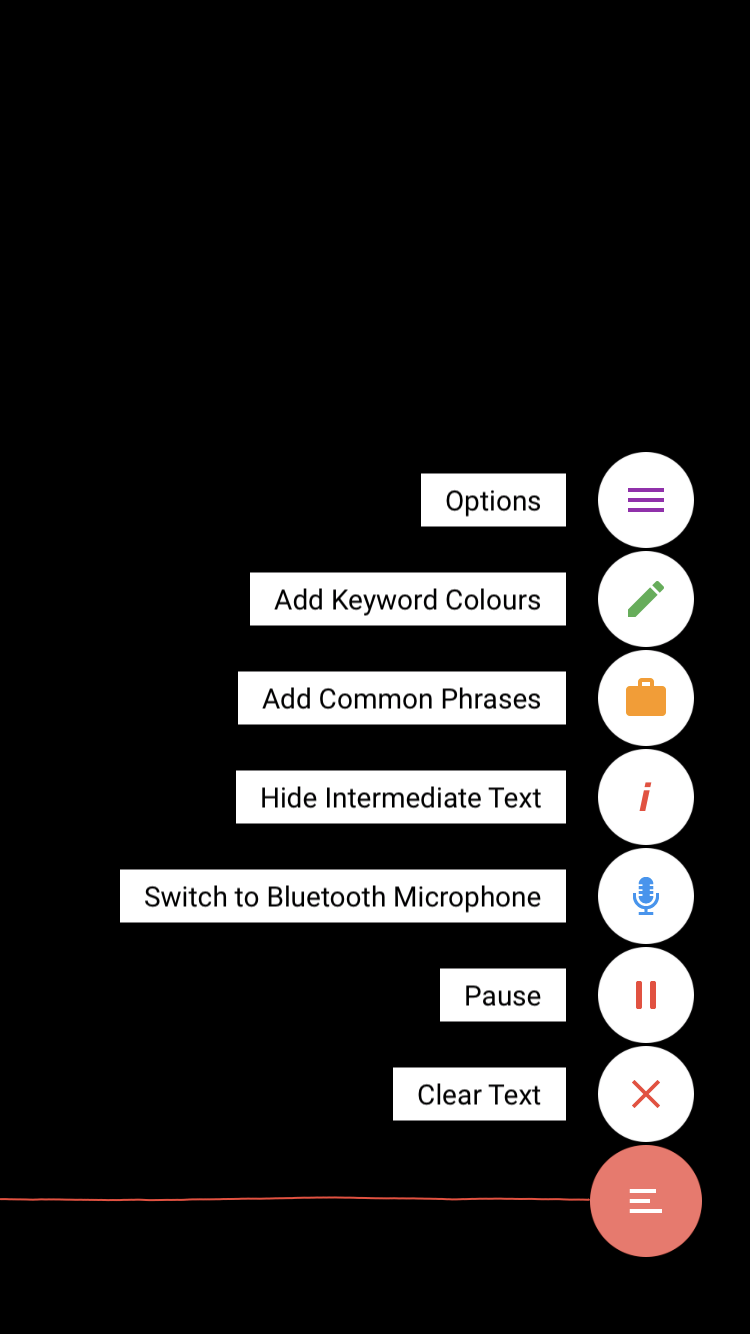 Options
Add Keyword Colours
Add Common Phrases
Hide Intermediate Text
Switch to Bluetooth Microphone
Pause
Clear Text